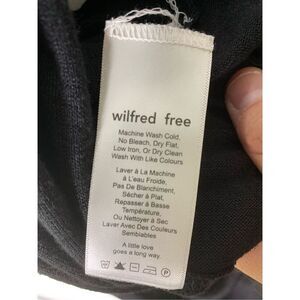 wilfred free
Machine Wash Cold,
No Bleach, Dry Flat,
Low Iron, Or Dry Clean
Wash With Like Colours
Laver à La Machine
à L'eau Froide,
Pas De Blanchiment,
Sécher à Plat,
Repasser à Basse
Température,
Ou Nettoyer à Sec
Laver Avec Des Couleurs
Semblables
A little love
goes a long way.
P